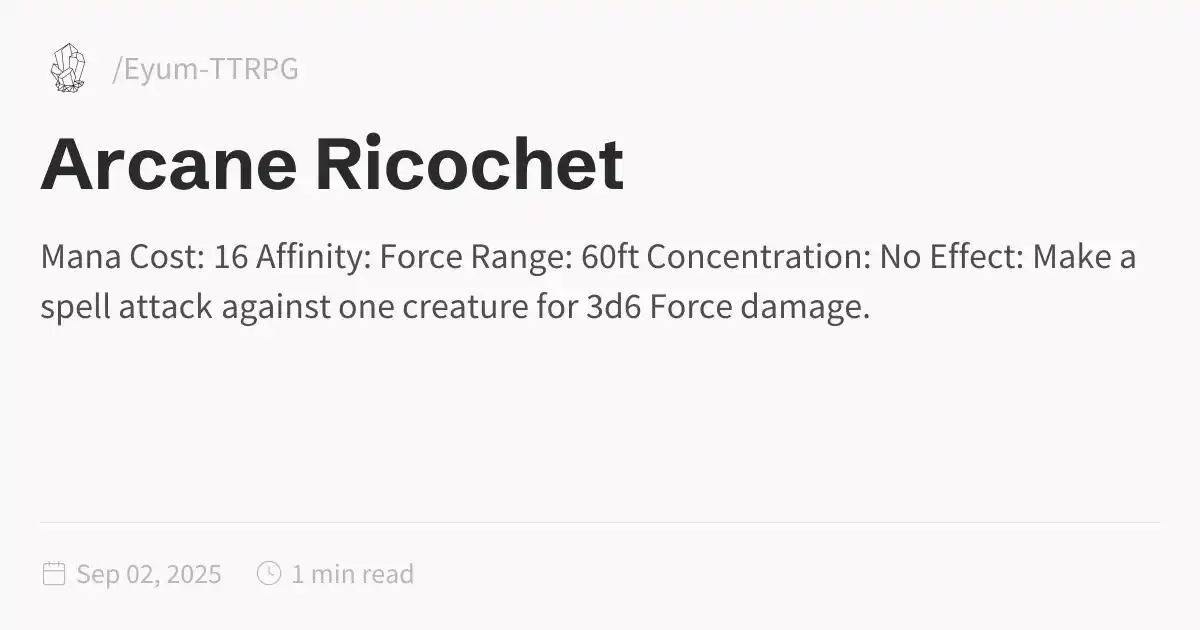 /Eyum-TTRPG
Arcane Ricochet
Mana Cost: 16 Affinity: Force Range: 60ft Concentration: No Effect: Make a
spell attack against one creature for 3d6 Force damage.
Sep 02, 2025 1 min read